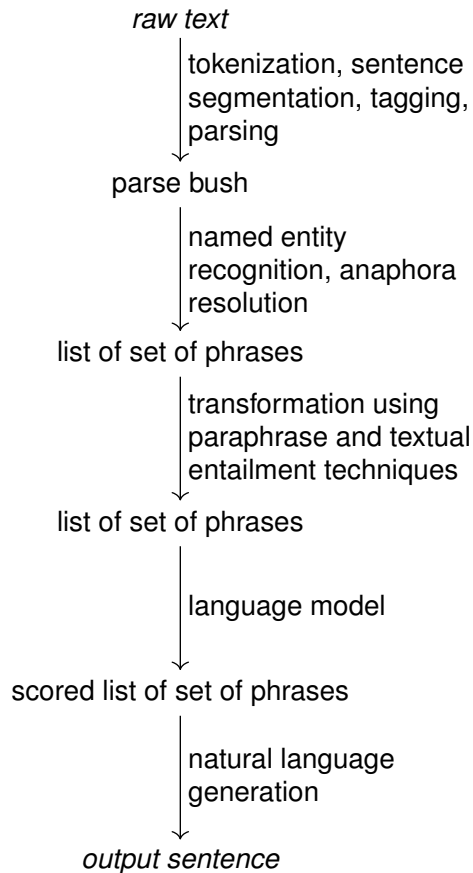 raw text
tokenization, sentence
segmentation, tagging,
parsing
parse bush
named entity
recognition, anaphora
resolution
list of set of phrases
transformation using
paraphrase and textual
entailment techniques
list of set of phrases
language model
scored list of set of phrases
natural language
generation
output sentence